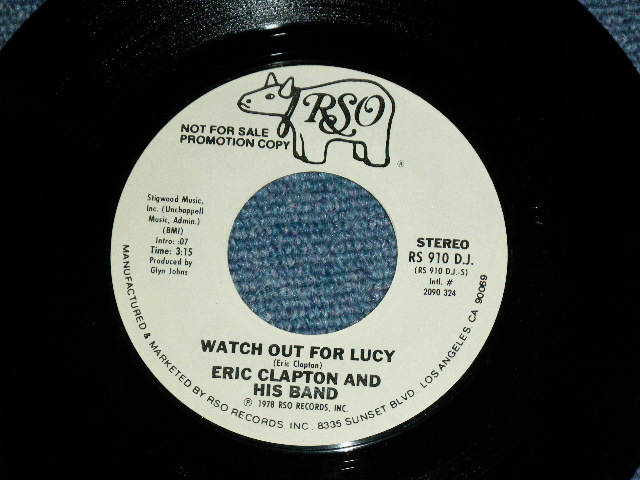 RSO
®
NOT FOR SALE
PROMOTION COPY
Stigwood Music,
Inc. (Unchappell
Music, Admin.)
(BMI)
Intro: :07
Time: 3:15
Produced by
Glyn Johns
STEREO
RS 910 D.J.
(RS 910 D.J.-S)
Intl. #
2090 324
WATCH OUT FOR LUCY
(Eric Clapton)
ERIC CLAPTON AND
HIS BAND
℗ 1978 RSO RECORDS, INC.
MANUFACTURED & MARKETED BY RSO RECORDS, INC. 8335 SUNSET BLVD. LOS ANGELES, CA 90069